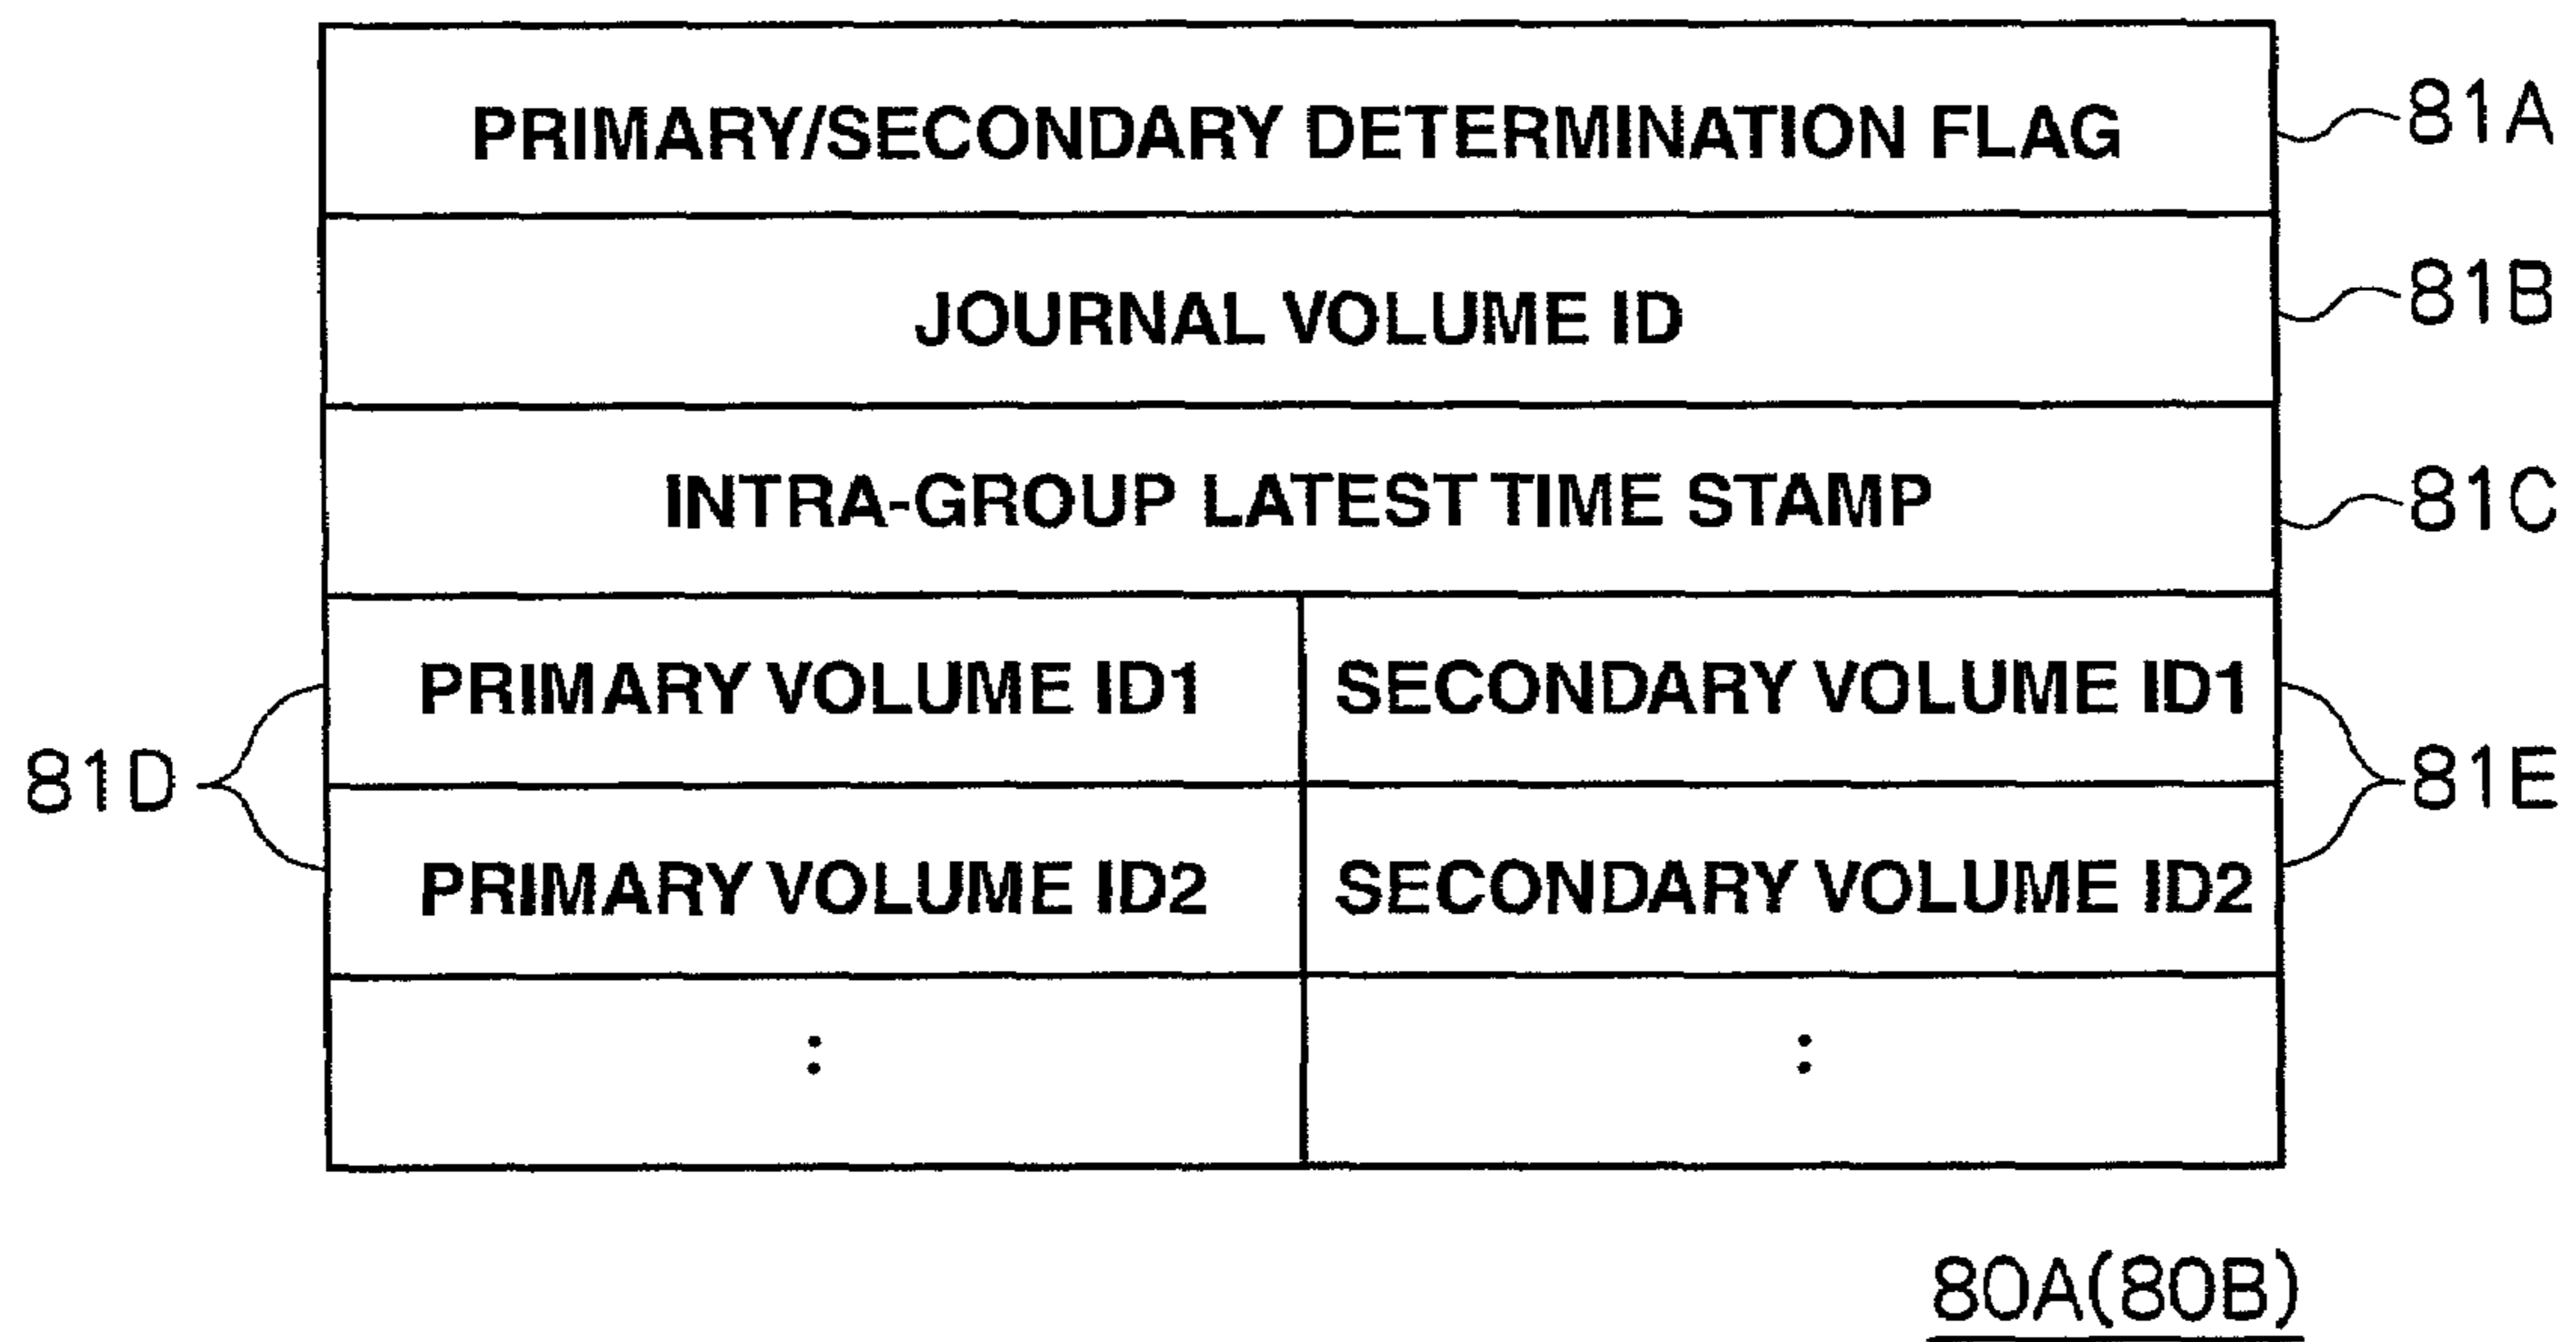 PRIMARY/SECONDARY DETERMINATION FLAG 81A
JOURNAL VOLUME ID 81B
INTRA-GROUP LATEST TIME STAMP 81C
PRIMARY VOLUME ID1 SECONDARY VOLUME ID1
81D 81E
PRIMARY VOLUME ID2 SECONDARY VOLUME ID2
: :
80A(80B)